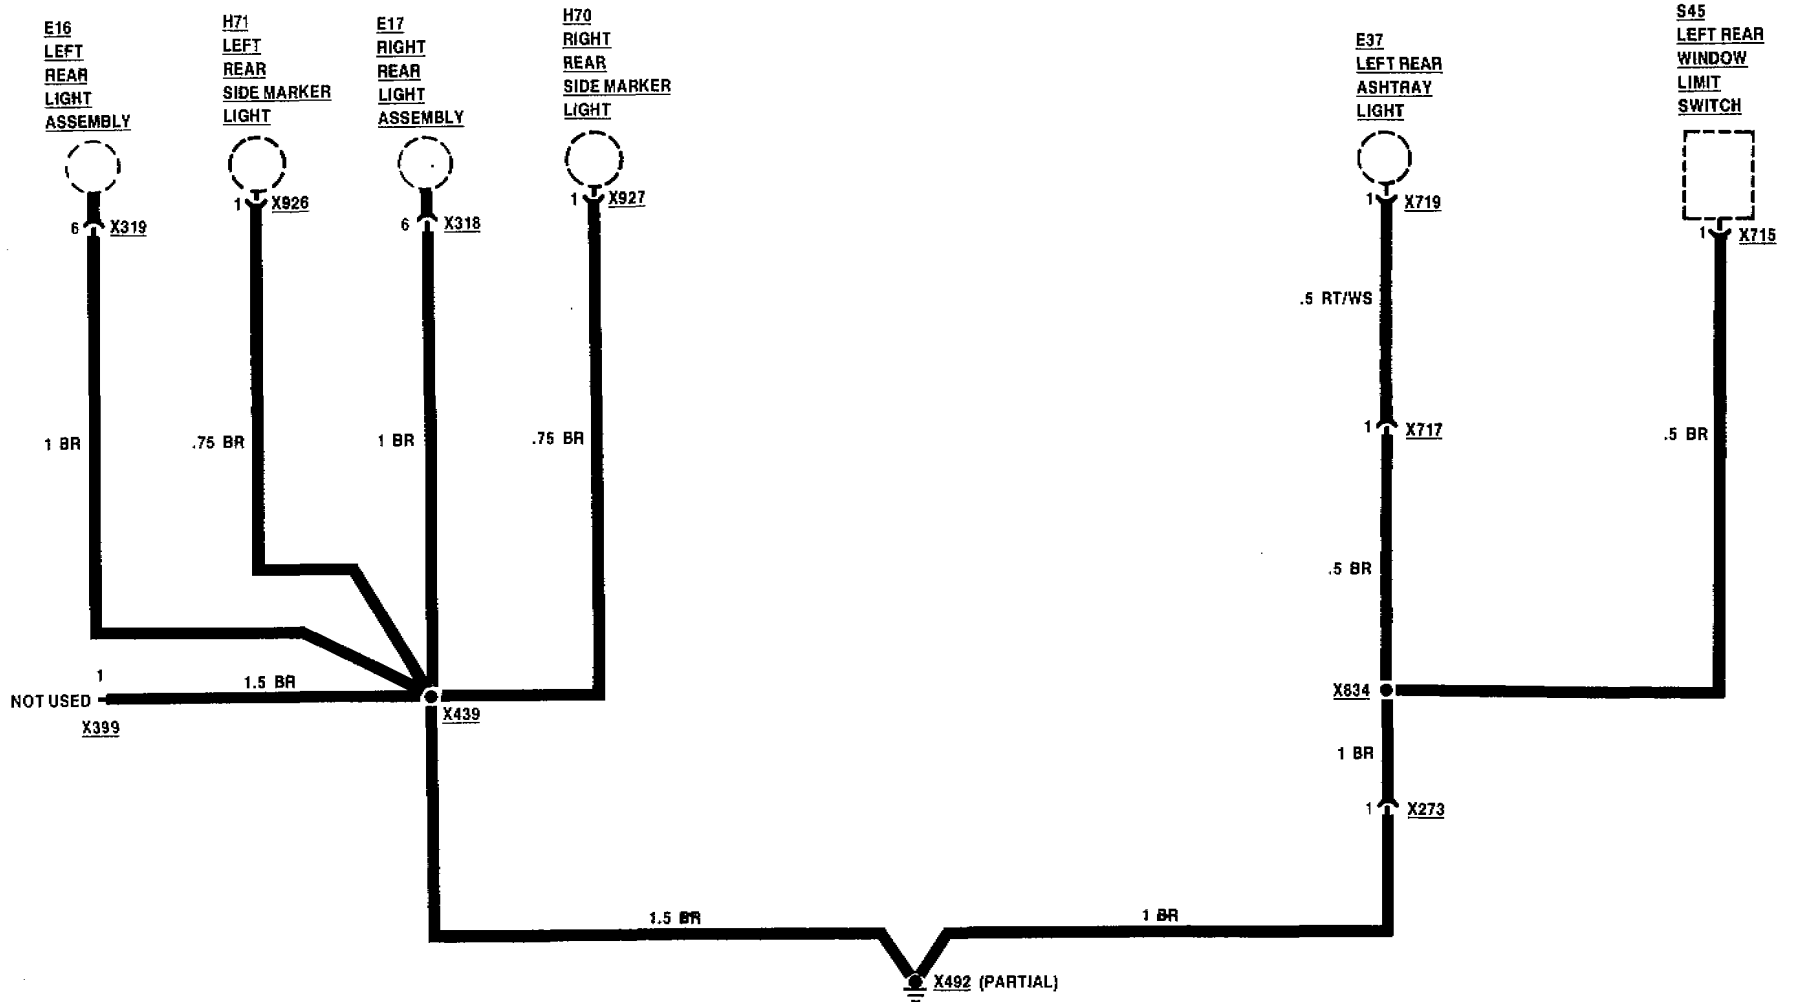 E16
LEFT
REAR
LIGHT
ASSEMBLY
H71
LEFT
REAR
SIDE MARKER
LIGHT
E17
RIGHT
REAR
LIGHT
ASSEMBLY
H70
RIGHT
REAR
SIDE MARKER
LIGHT
E37
LEFT REAR
ASHTRAY
LIGHT
S45
LEFT REAR
WINDOW
LIMIT
SWITCH
6 X319
1 X926
6 X318
1 X927
1 X719
1 X715
.5 RT/WS
1 BR
.75 BR
1 BR
.75 BR
1 X717
.5 BR
.5 BR
1
NOT USED
X399
1.5 BR
X439
X834
1 BR
1 X273
1.5 BR
1 BR
X492 (PARTIAL)